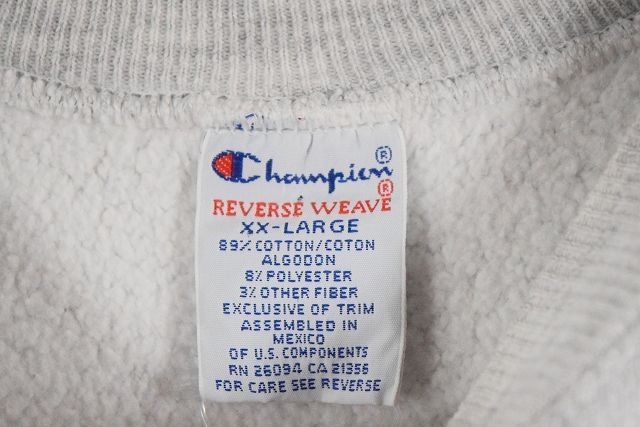 Champion®
REVERSE WEAVE®
XX-LARGE
89% COTTON/COTON
ALGODON
8% POLYESTER
3% OTHER FIBER
EXCLUSIVE OF TRIM
ASSEMBLED IN
MEXICO
OF U.S. COMPONENTS
RN 26094 CA 21356
FOR CARE SEE REVERSE